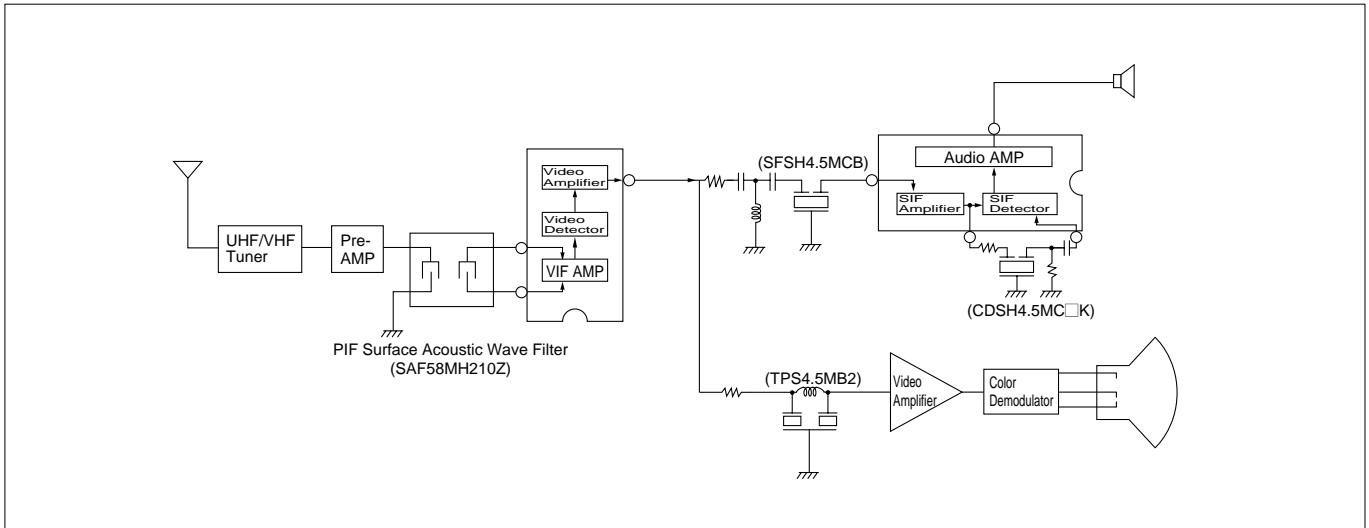 UHF/VHF
Tuner
Pre-
AMP
PIF Surface Acoustic Wave Filter
(SAF58MH210Z)
Video
Amplifier
Video
Detector
VIF AMP
(SFSH4.5MCB)
Audio AMP
SIF
Amplifier
SIF
Detector
(CDSH4.5MC□K)
(TPS4.5MB2)
Video
Amplifier
Color
Demodulator